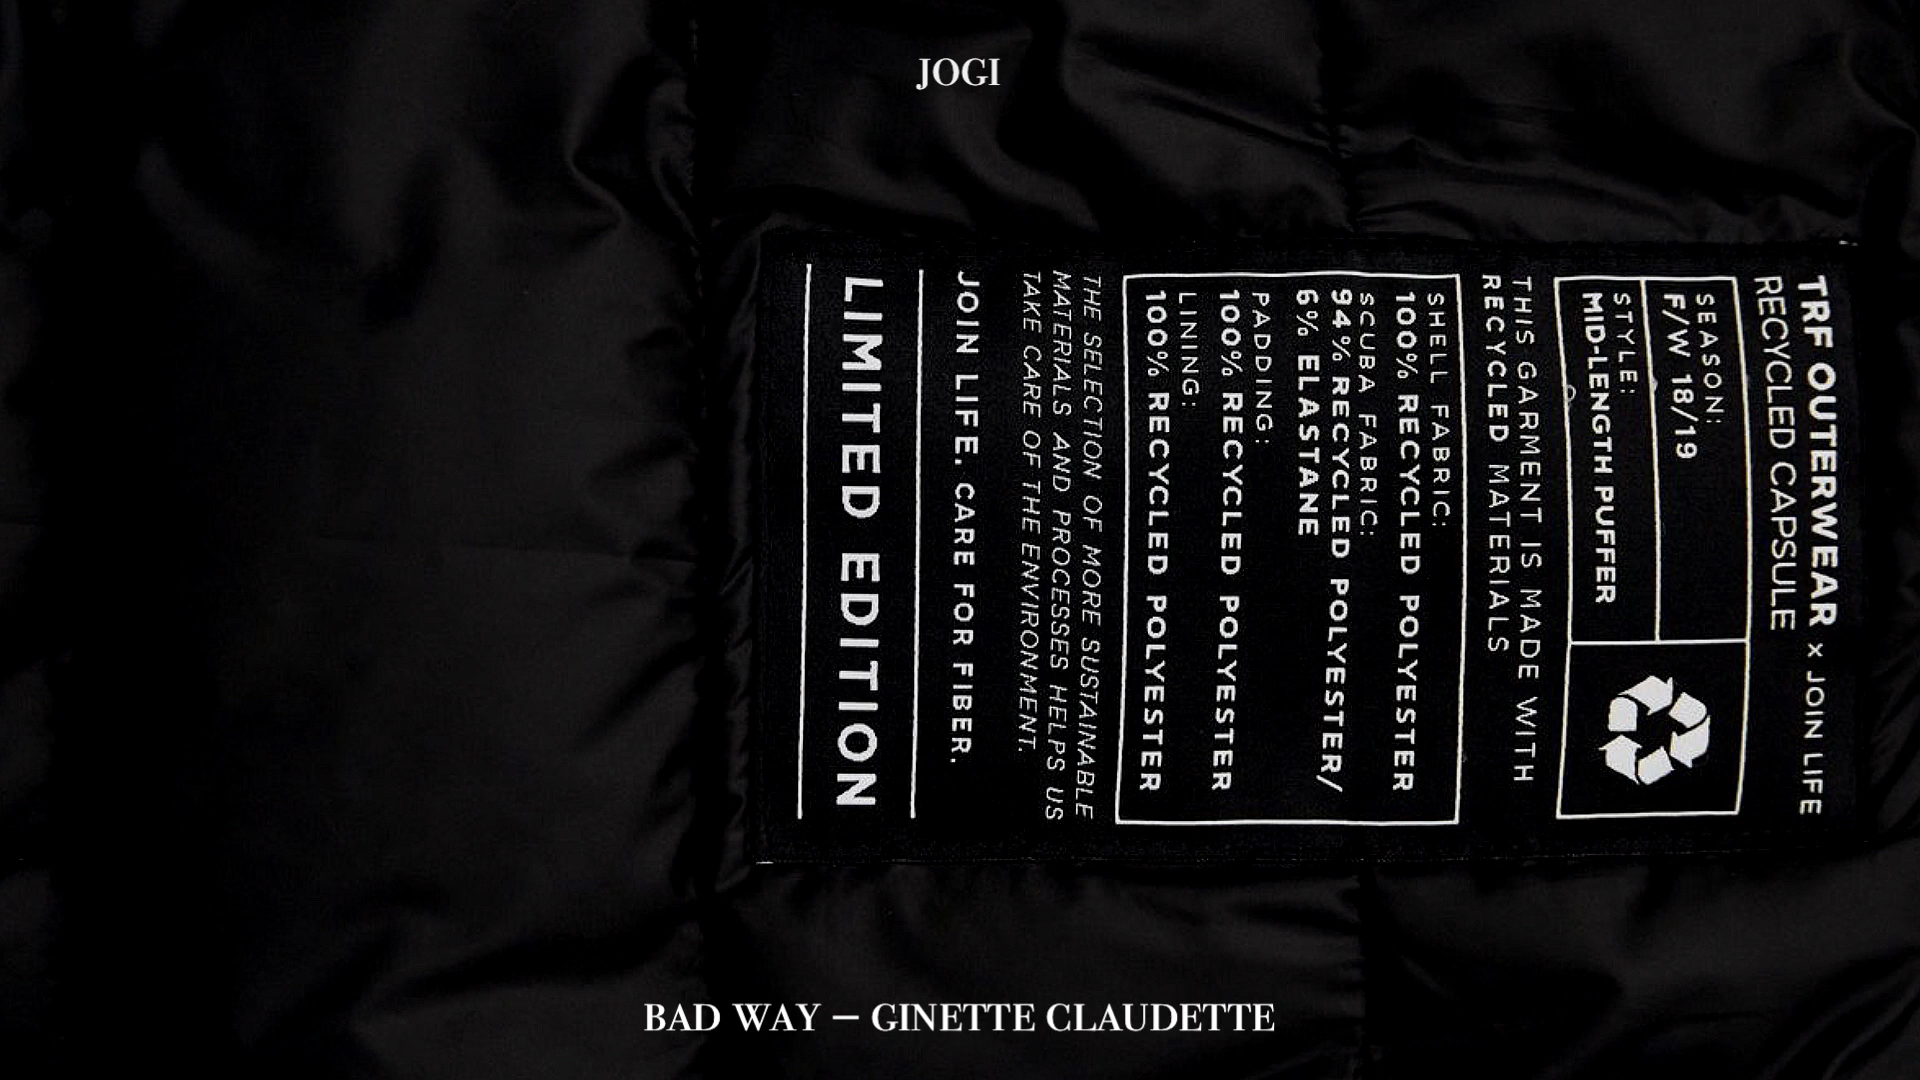 JOGI
TRF OUTERWEAR × JOIN LIFE
RECYCLED CAPSULE
SEASON:
F/W 18/19
STYLE:
MID-LENGTH PUFFER
THIS GARMENT IS MADE WITH
RECYCLED MATERIALS
SHELL FABRIC:
100% RECYCLED POLYESTER
SCUBA FABRIC:
94% RECYCLED POLYESTER/
6% ELASTANE
PADDING:
100% RECYCLED POLYESTER
LINING:
100% RECYCLED POLYESTER
THE SELECTION OF MORE SUSTAINABLE
MATERIALS AND PROCESSES HELPS US
TAKE CARE OF THE ENVIRONMENT.
JOIN LIFE. CARE FOR FIBER.
LIMITED EDITION
BAD WAY — GINETTE CLAUDETTE